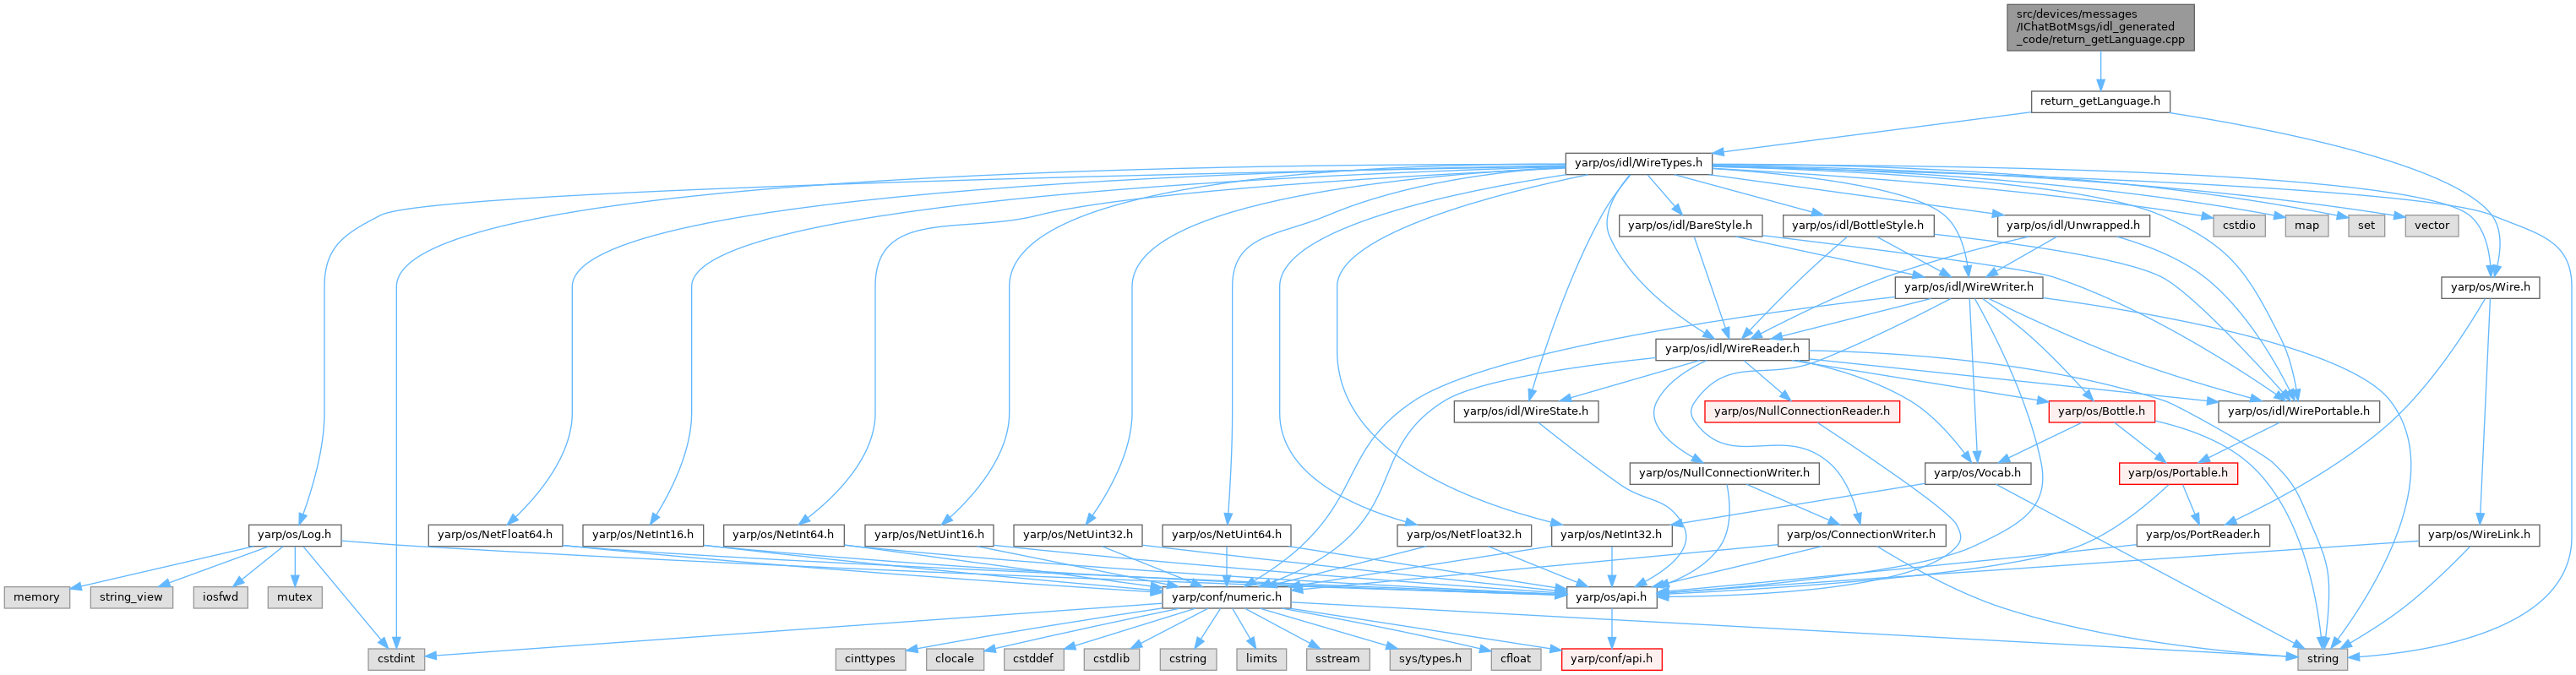 src/devices/messages
/IChatBotMsgs/idl_generated
_code/return_getLanguage.cpp
return_getLanguage.h
yarp/os/idl/WireTypes.h
yarp/os/idl/BareStyle.h
yarp/os/idl/BottleStyle.h
yarp/os/idl/Unwrapped.h
cstdio
map
set
vector
yarp/os/idl/WireWriter.h
yarp/os/Wire.h
yarp/os/idl/WireReader.h
yarp/os/idl/WireState.h
yarp/os/NullConnectionReader.h
yarp/os/Bottle.h
yarp/os/idl/WirePortable.h
yarp/os/NullConnectionWriter.h
yarp/os/Vocab.h
yarp/os/Portable.h
yarp/os/Log.h
yarp/os/NetFloat64.h
yarp/os/NetInt16.h
yarp/os/NetInt64.h
yarp/os/NetUint16.h
yarp/os/NetUint32.h
yarp/os/NetUint64.h
yarp/os/NetFloat32.h
yarp/os/NetInt32.h
yarp/os/ConnectionWriter.h
yarp/os/PortReader.h
yarp/os/WireLink.h
memory
string_view
iosfwd
mutex
yarp/conf/numeric.h
yarp/os/api.h
cstdint
cinttypes
clocale
cstddef
cstdlib
cstring
limits
sstream
sys/types.h
cfloat
yarp/conf/api.h
string